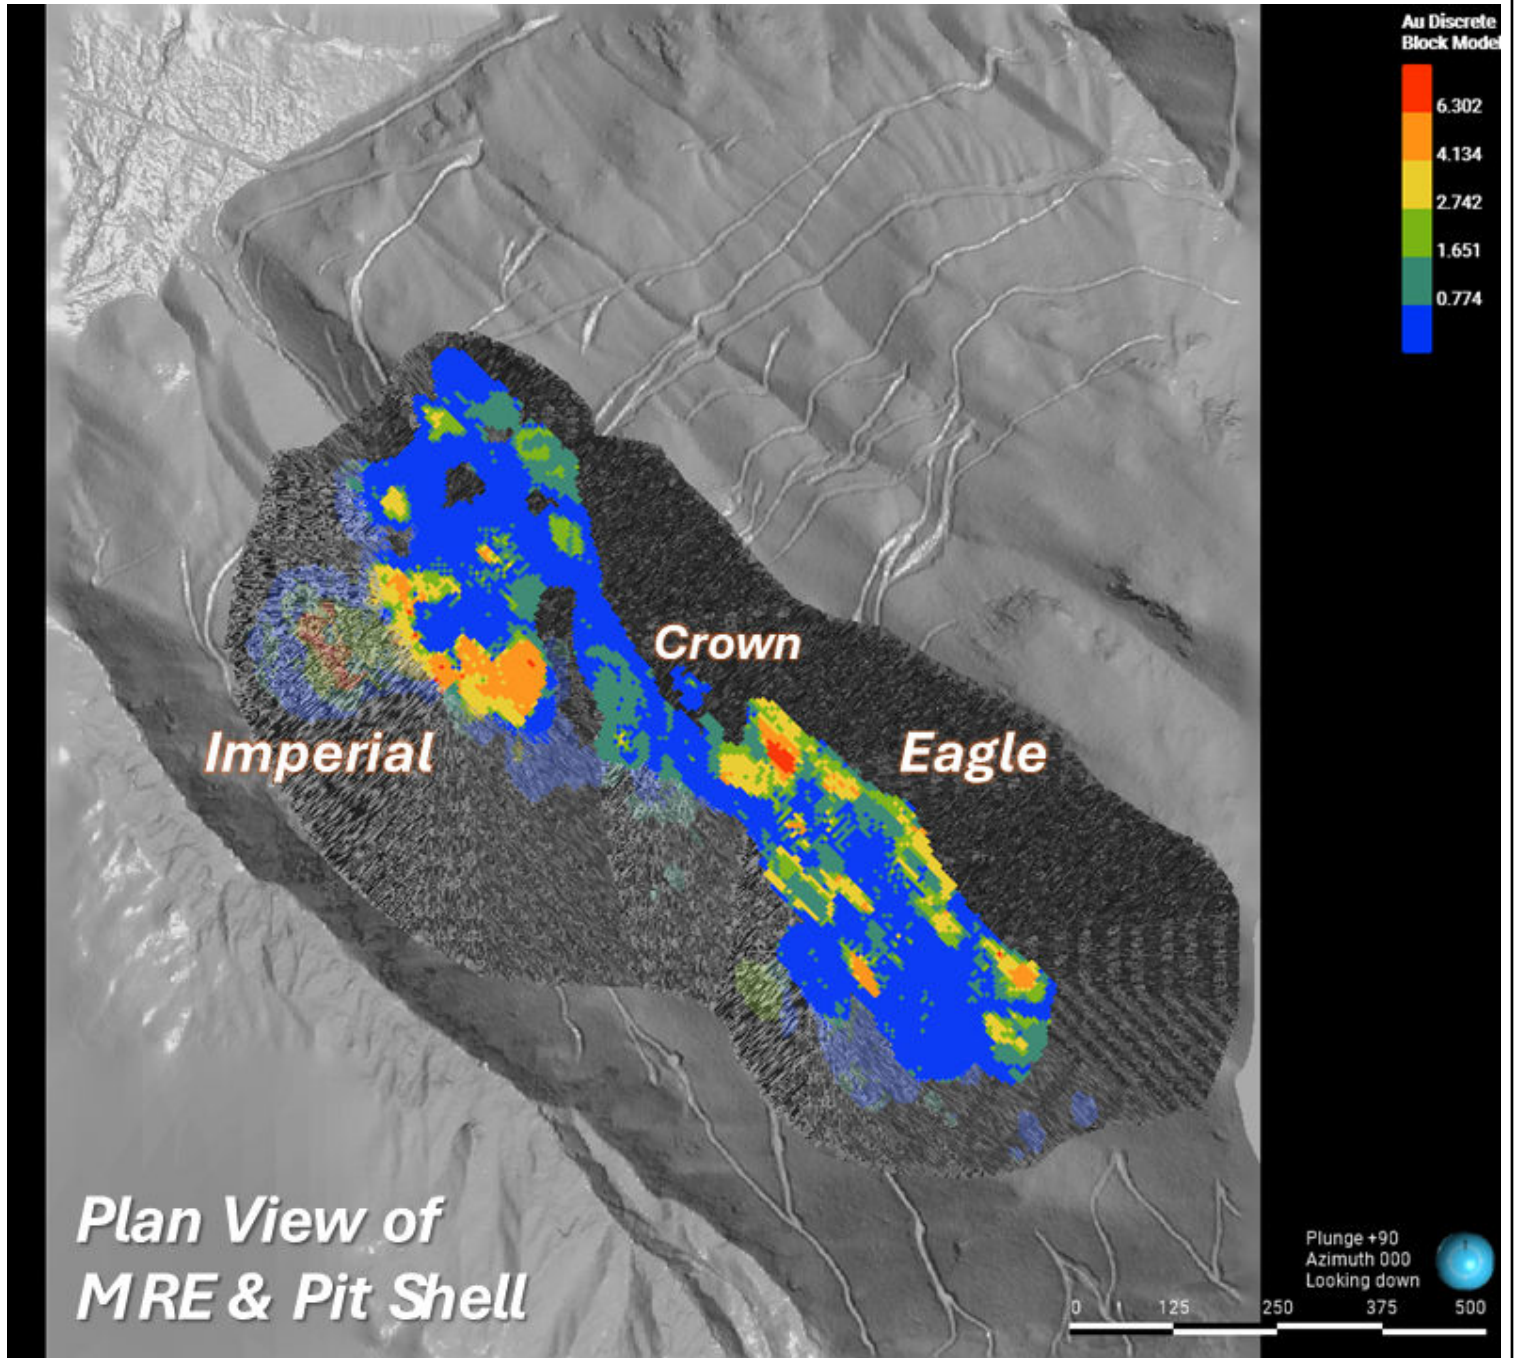 Au Discrete
Block Model
6.302
4.134
2.742
1.651
0.774
Crown
Imperial
Eagle
Plan View of
MRE & Pit Shell
Plunge +90
Azimuth 000
Looking down
0 125 250 375 500